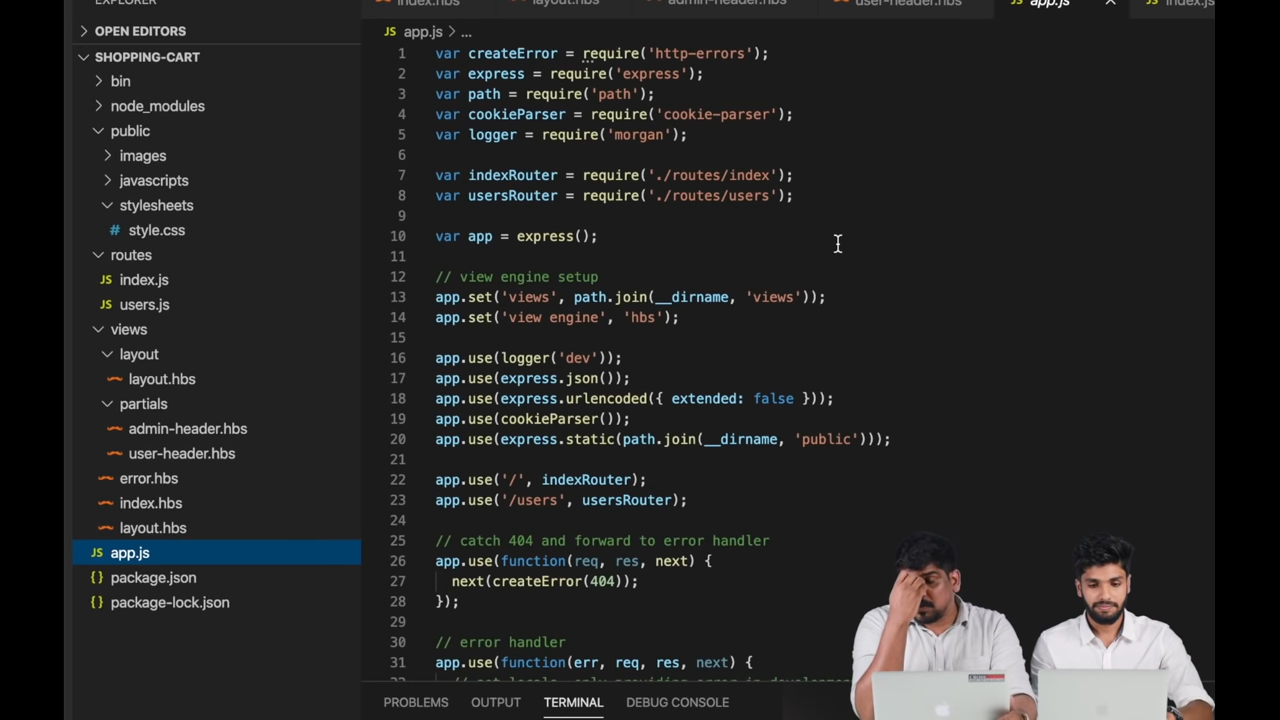 EXPLORER
index.hbs
layout.hbs
admin-header.hbs
user-header.hbs
app.js
index.js
OPEN EDITORS
SHOPPING-CART
bin
node_modules
public
images
javascripts
stylesheets
# style.css
routes
JS index.js
JS users.js
views
layout
layout.hbs
partials
admin-header.hbs
user-header.hbs
error.hbs
index.hbs
layout.hbs
JS app.js
{} package.json
{} package-lock.json
JS app.js > ...
1 var createError = require('http-errors');
2 var express = require('express');
3 var path = require('path');
4 var cookieParser = require('cookie-parser');
5 var logger = require('morgan');
6
7 var indexRouter = require('./routes/index');
8 var usersRouter = require('./routes/users');
9
10 var app = express();
11
12 // view engine setup
13 app.set('views', path.join(__dirname, 'views'));
14 app.set('view engine', 'hbs');
15
16 app.use(logger('dev'));
17 app.use(express.json());
18 app.use(express.urlencoded({ extended: false }));
19 app.use(cookieParser());
20 app.use(express.static(path.join(__dirname, 'public')));
21
22 app.use('/', indexRouter);
23 app.use('/users', usersRouter);
24
25 // catch 404 and forward to error handler
26 app.use(function(req, res, next) {
27 next(createError(404));
28 });
29
30 // error handler
31 app.use(function(err, req, res, next) {
PROBLEMS OUTPUT TERMINAL DEBUG CONSOLE